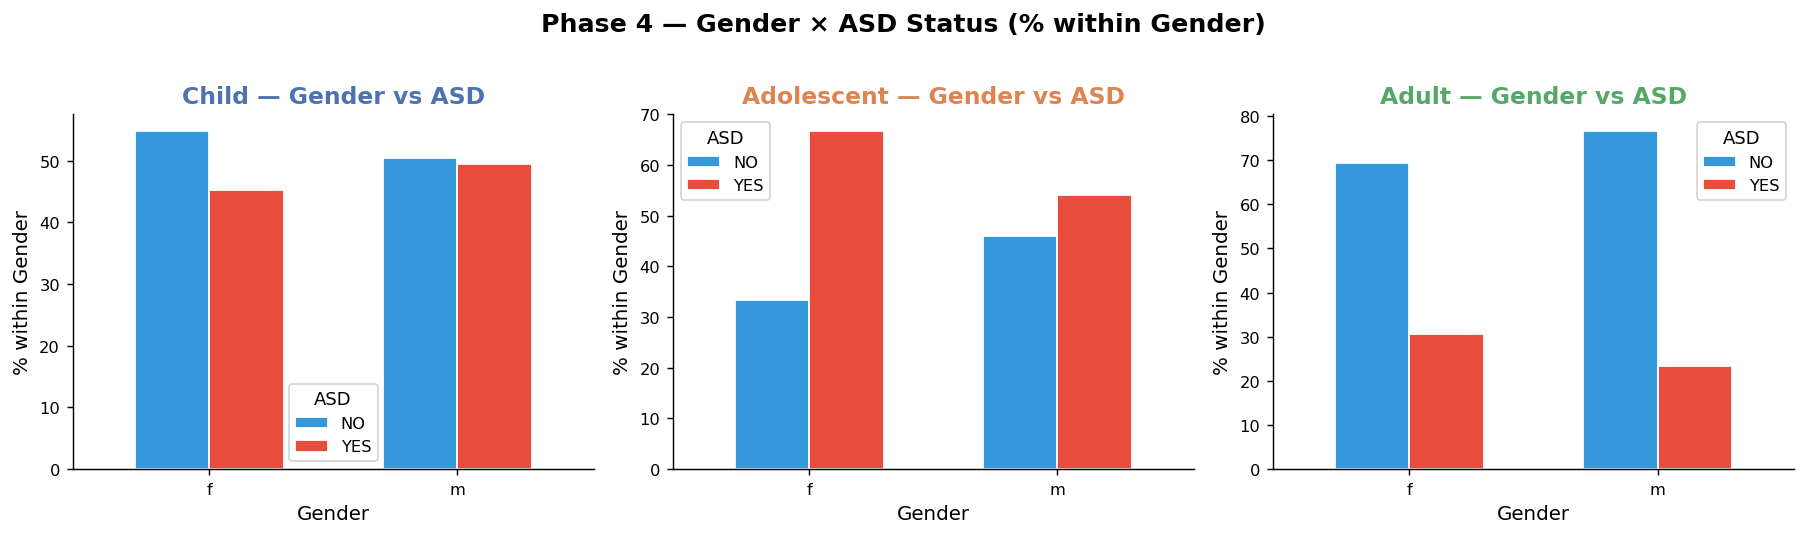 Phase 4 — Gender × ASD Status (% within Gender)
Child — Gender vs ASD
% within Gender
50
40
30
20
10
0
ASD
NO
YES
f
m
Gender
Adolescent — Gender vs ASD
% within Gender
70
60
50
40
30
20
10
0
ASD
NO
YES
f
m
Gender
Adult — Gender vs ASD
% within Gender
80
70
60
50
40
30
20
10
0
ASD
NO
YES
f
m
Gender